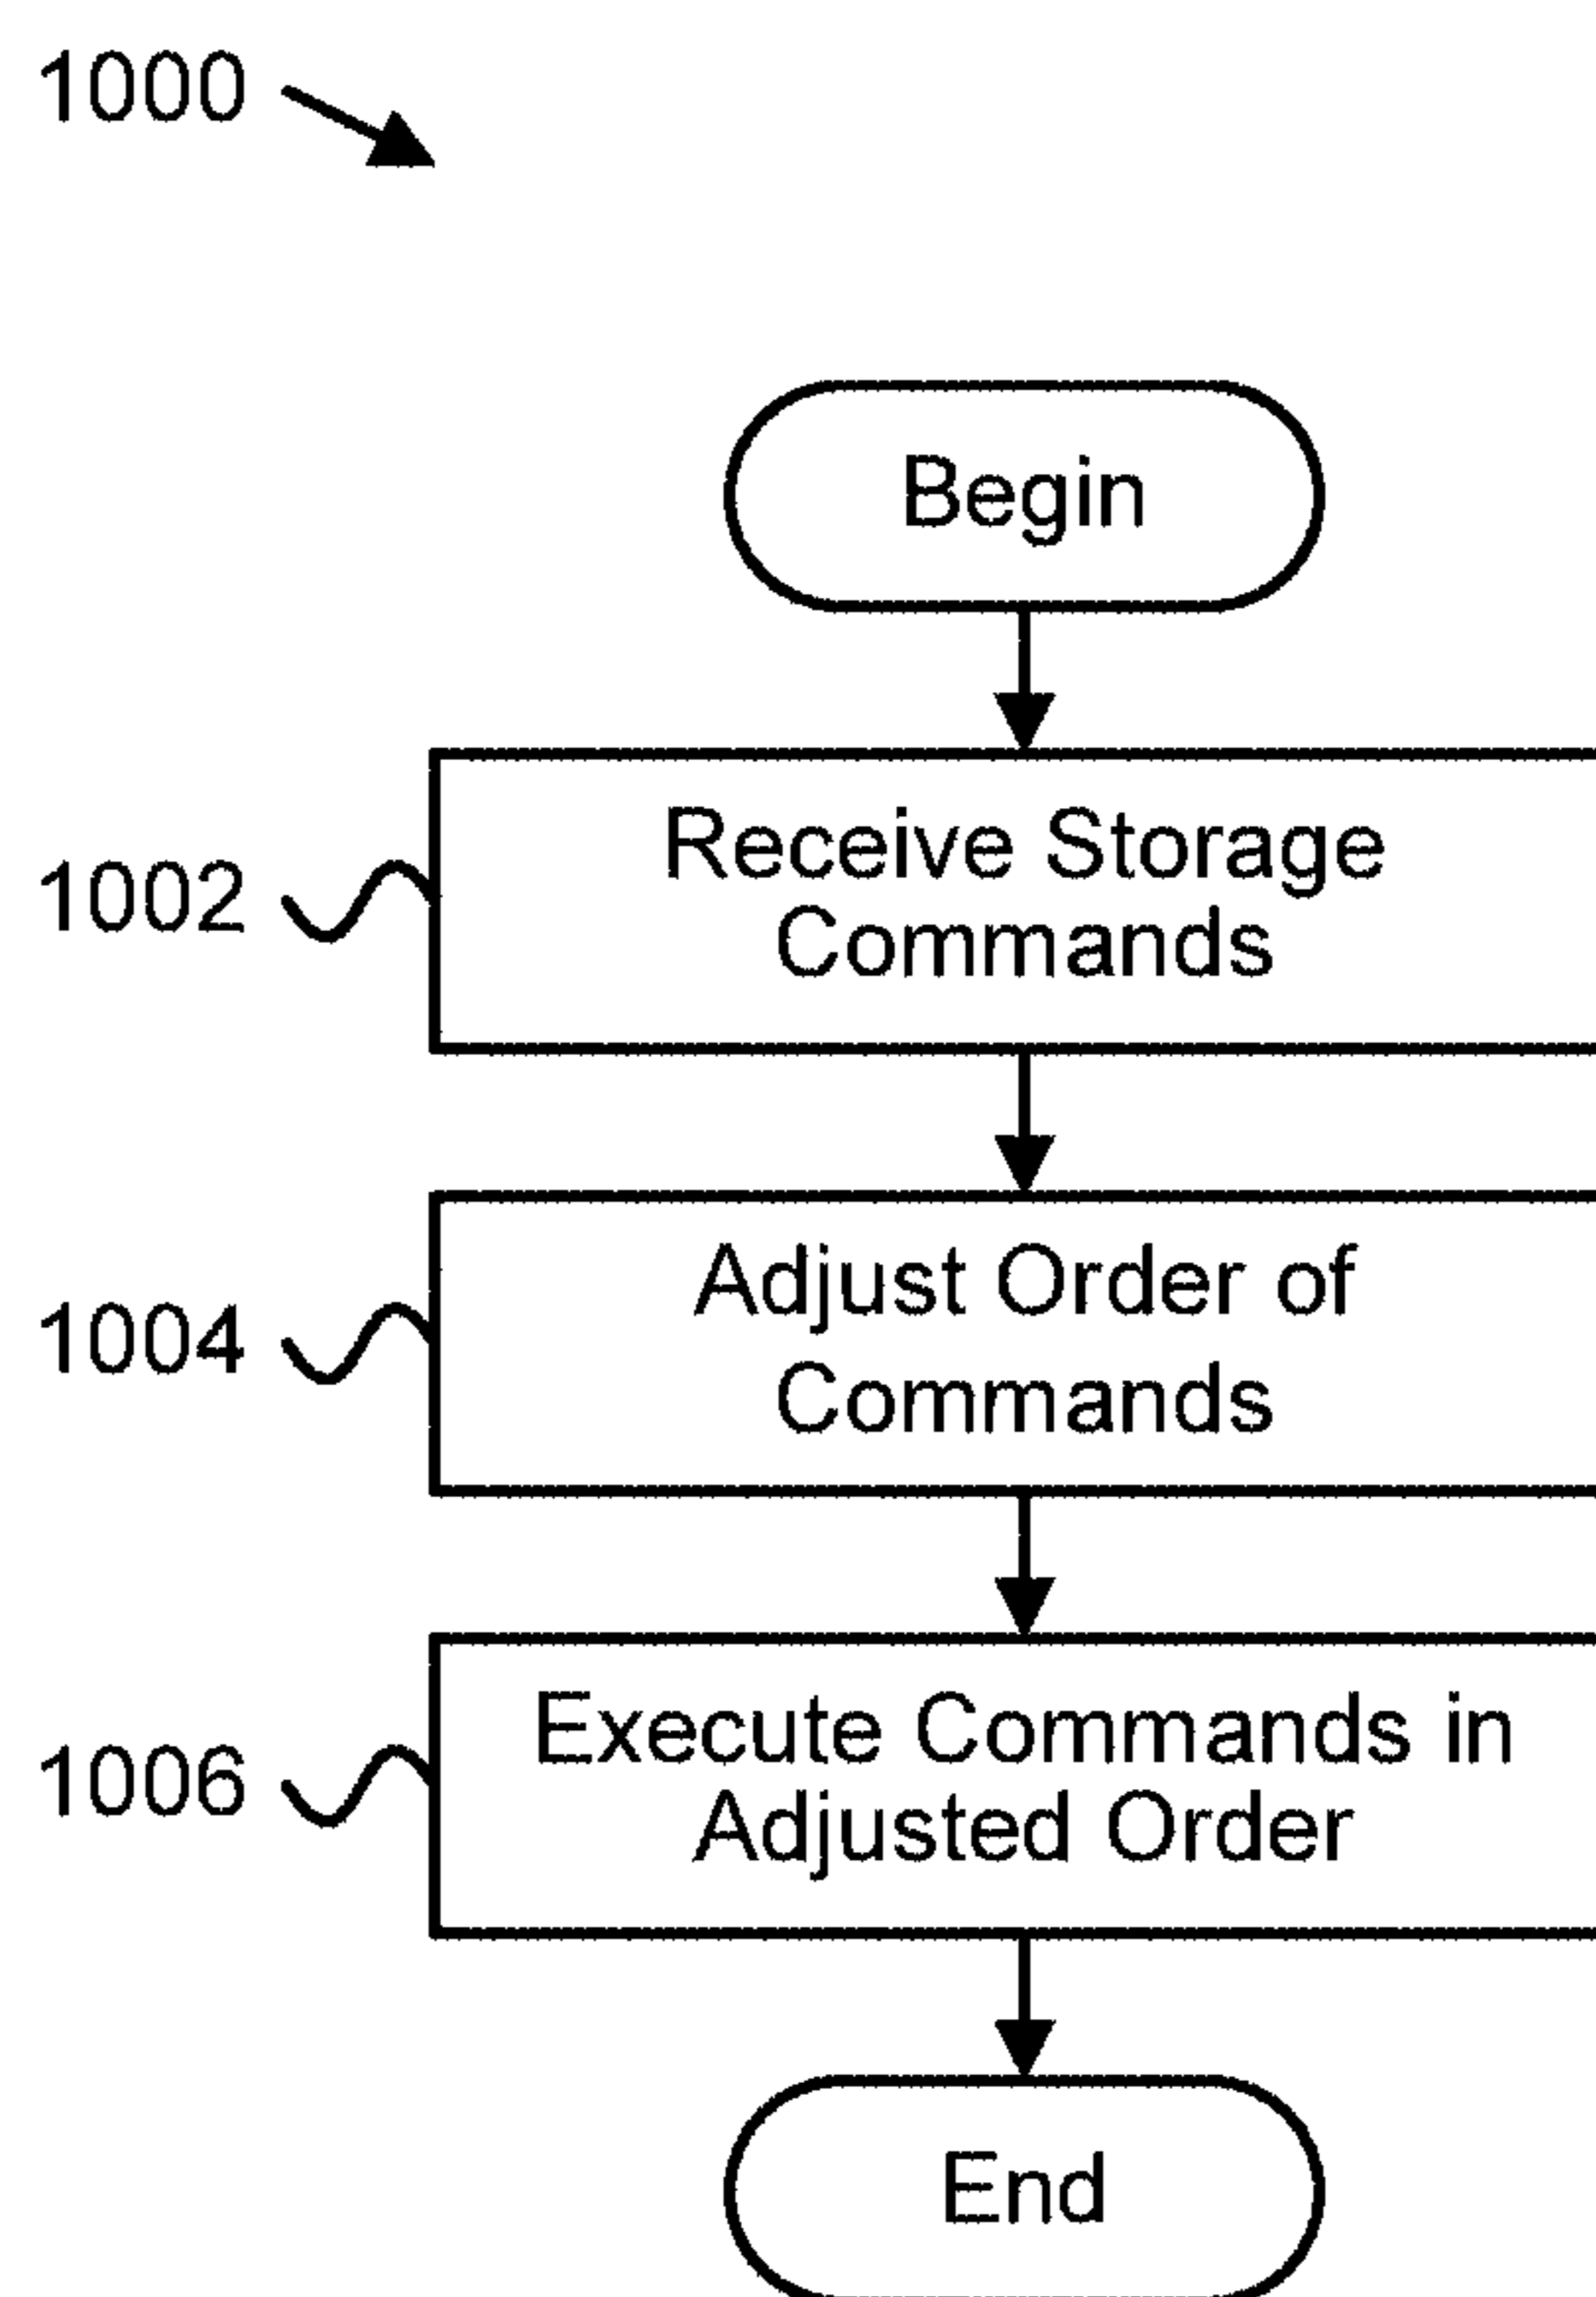 1000
Begin
1002
Receive Storage
Commands
1004
Adjust Order of
Commands
1006
Execute Commands in
Adjusted Order
End